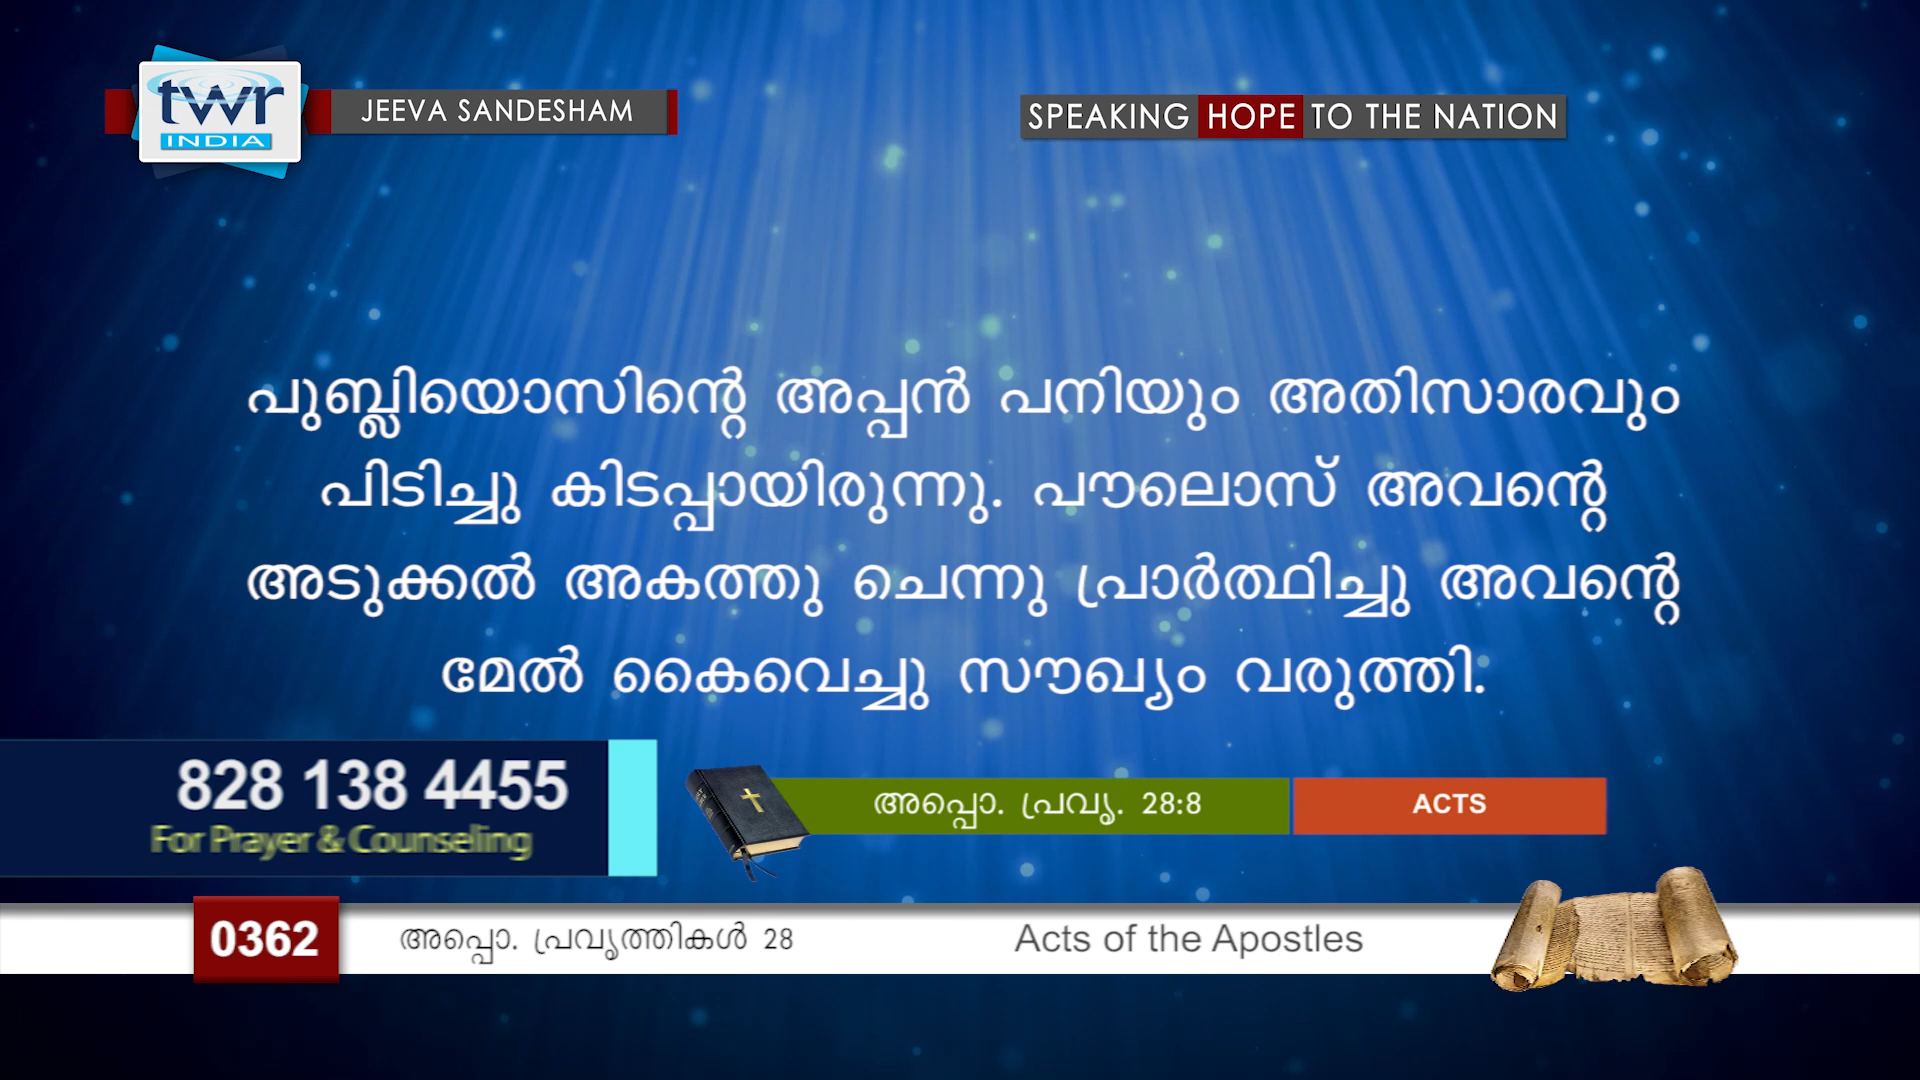 twr
INDIA
JEEVA SANDESHAM
SPEAKING HOPE TO THE NATION
പുബ്ലിയൊസിന്റെ അപ്പൻ പനിയും അതിസാരവും
പിടിച്ചു കിടപ്പായിരുന്നു. പൗലൊസ് അവന്റെ
അടുക്കൽ അകത്തു ചെന്നു പ്രാർത്ഥിച്ചു അവന്റെ
മേൽ കൈവെച്ചു സൗഖ്യം വരുത്തി.
828 138 4455
For Prayer & Counseling
അപ്പൊ. പ്രവൃ. 28:8
ACTS
0362
അപ്പൊ. പ്രവൃത്തികൾ 28
Acts of the Apostles